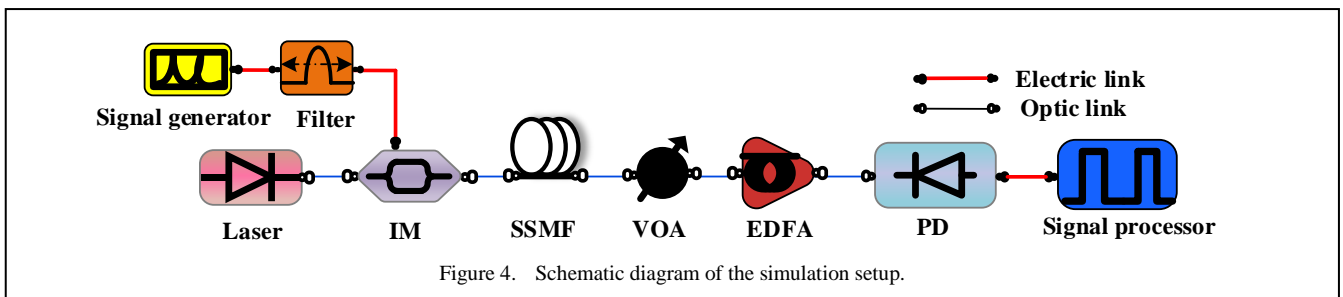 Signal generator
Filter
Electric link
Optic link
Laser
IM
SSMF
VOA
EDFA
PD
Signal processor
Figure 4. Schematic diagram of the simulation setup.